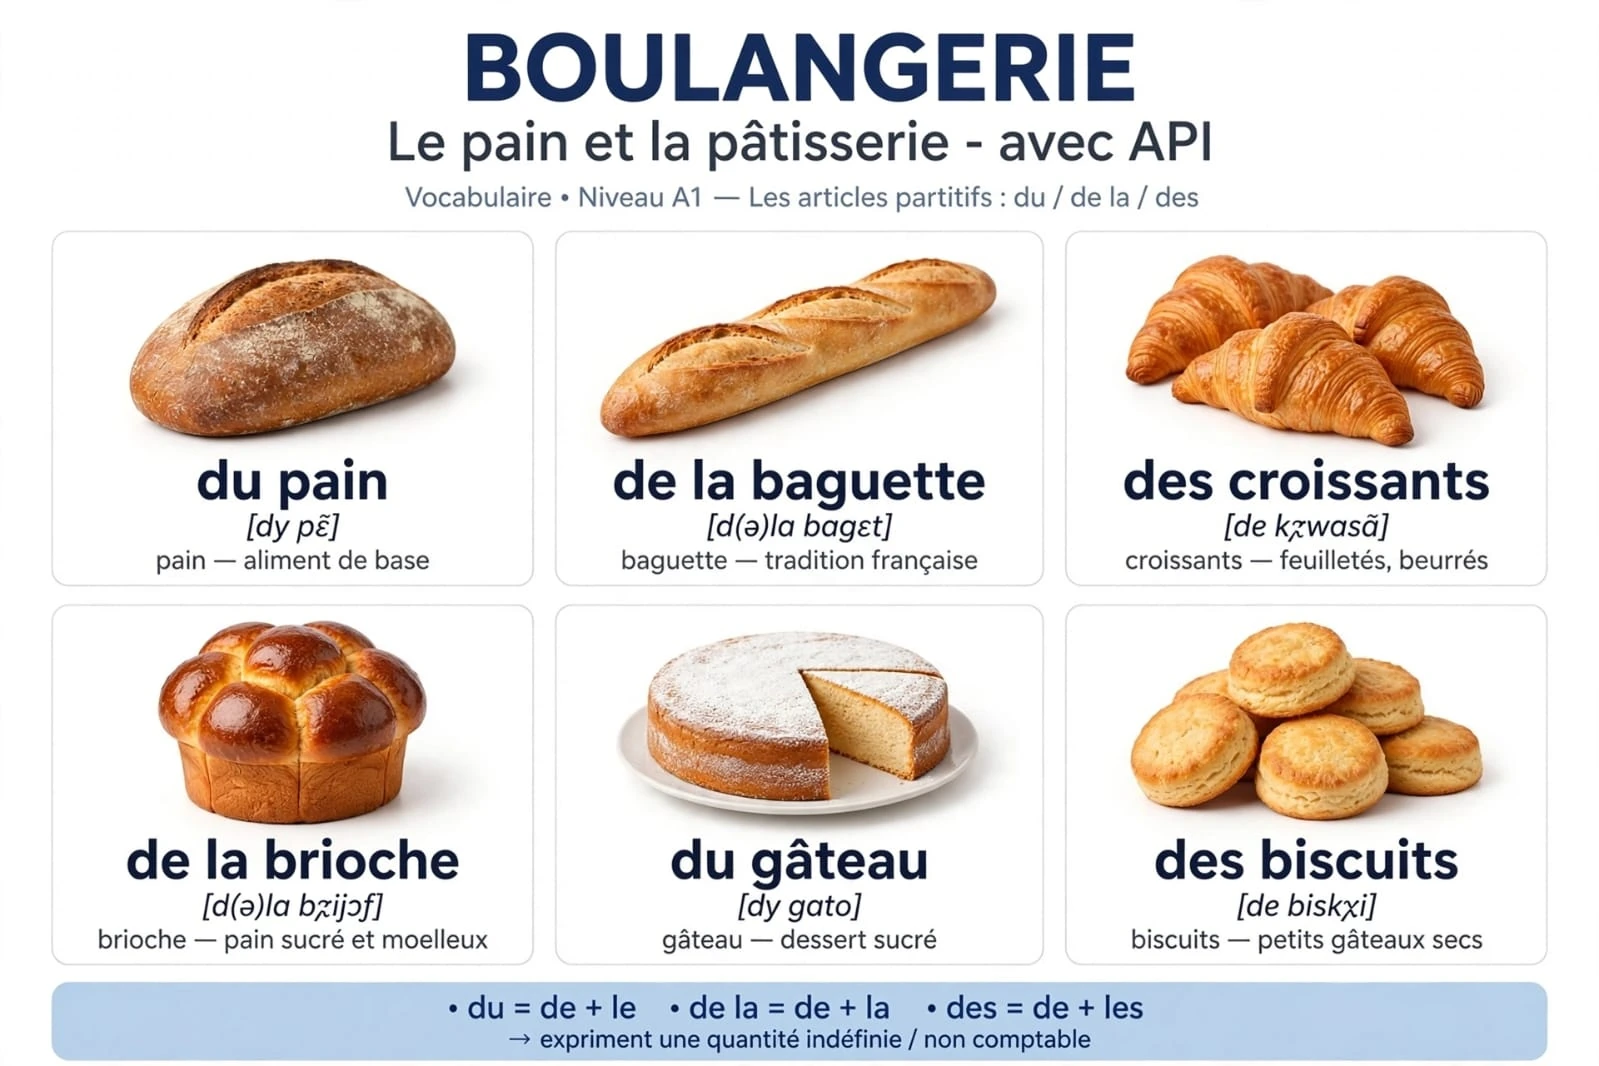 BOULANGERIE
Le pain et la pâtisserie - avec API
Vocabulaire • Niveau A1 — Les articles partitifs : du / de la / des
du pain
[dy pɛ̃]
pain — aliment de base
de la baguette
[d(ə)la bagɛt]
baguette — tradition française
des croissants
[de kʀwasã]
croissants — feuilletés, beurrés
de la brioche
[d(ə)la bʀijɔf]
brioche — pain sucré et moelleux
du gâteau
[dy gato]
gâteau — dessert sucré
des biscuits
[de biskχi]
biscuits — petits gâteaux secs
• du = de + le • de la = de + la • des = de + les
→ expriment une quantité indéfinie / non comptable